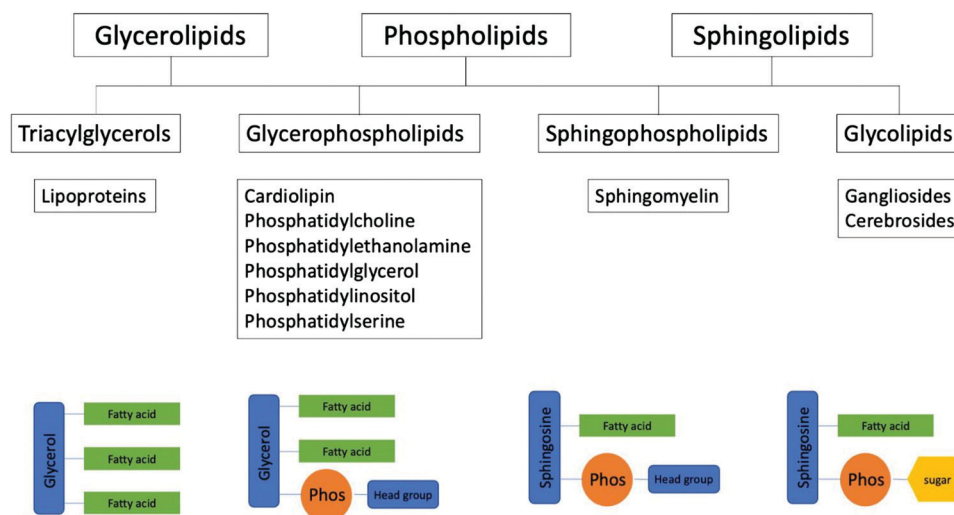 Glycerolipids
Phospholipids
Sphingolipids
Triacylglycerols
Glycerophospholipids
Sphingophospholipids
Glycolipids
Lipoproteins
Cardiolipin
Phosphatidylcholine
Phosphatidylethanolamine
Phosphatidylglycerol
Phosphatidylinositol
Phosphatidylserine
Sphingomyelin
Gangliosides
Cerebrosides
Glycerol
Fatty acid
Fatty acid
Fatty acid
Glycerol
Fatty acid
Fatty acid
Phos
Head group
Sphingosine
Fatty acid
Phos
Head group
Sphingosine
Fatty acid
Phos
sugar